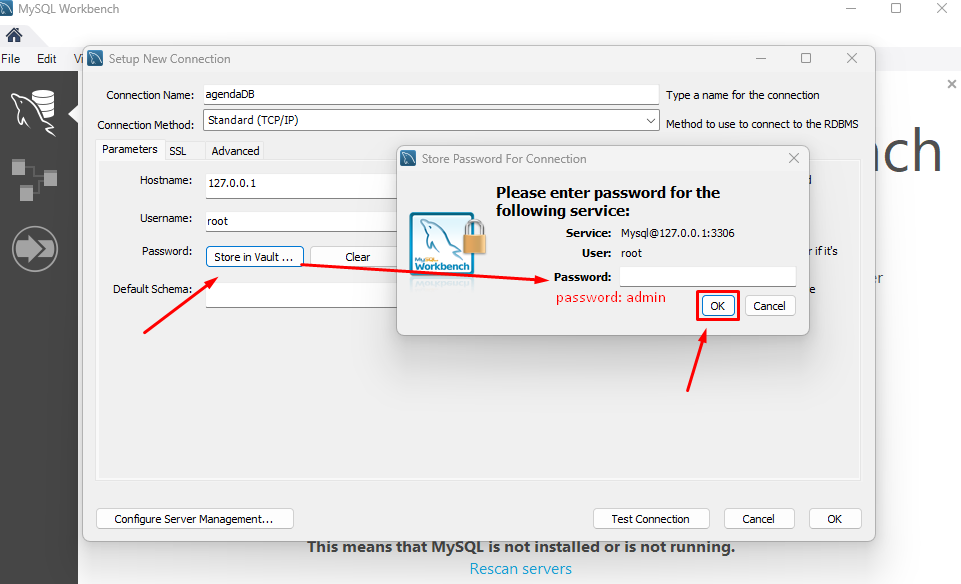 MySQL Workbench
File Edit Vi
Setup New Connection
Connection Name: agendaDB Type a name for the connection
Connection Method: Standard (TCP/IP) Method to use to connect to the RDBMS
Parameters SSL Advanced
Hostname: 127.0.0.1
Username: root
Password: Store in Vault ... Clear
Default Schema:
Store Password For Connection
Please enter password for the
following service:
Service: Mysql@127.0.0.1:3306
User: root
Password:
password: admin
OK Cancel
MySQL
Workbench
r if it's
e
er
ch
Configure Server Management... Test Connection Cancel OK
This means that MySQL is not installed or is not running.
Rescan servers